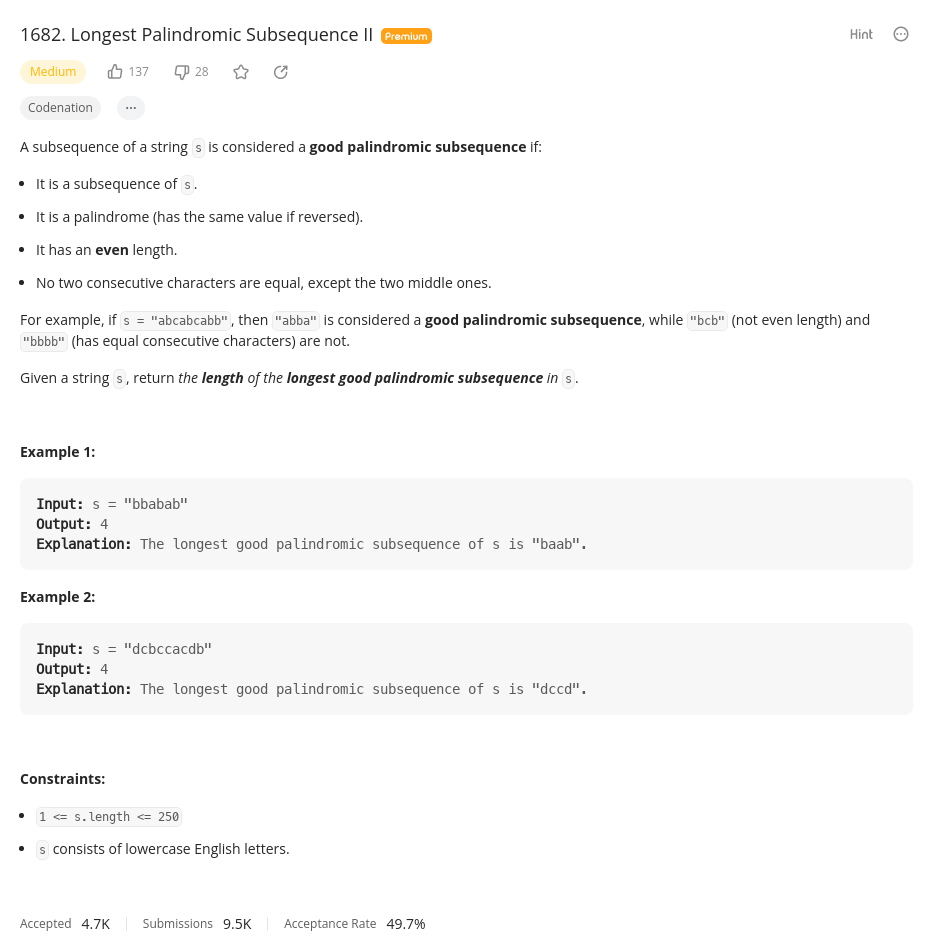 1682. Longest Palindromic Subsequence II Premium Hint
Medium 137 28
Codenation ...
A subsequence of a string s is considered a good palindromic subsequence if:
• It is a subsequence of s.
• It is a palindrome (has the same value if reversed).
• It has an even length.
• No two consecutive characters are equal, except the two middle ones.
For example, if s = "abcabcabb", then "abba" is considered a good palindromic subsequence, while "bcb" (not even length) and
"bbbb" (has equal consecutive characters) are not.
Given a string s, return the length of the longest good palindromic subsequence in s.
Example 1:
Input: s = "bbabab"
Output: 4
Explanation: The longest good palindromic subsequence of s is "baab".
Example 2:
Input: s = "dcbccacdb"
Output: 4
Explanation: The longest good palindromic subsequence of s is "dccd".
Constraints:
• 1 <= s.length <= 250
• s consists of lowercase English letters.
Accepted 4.7K Submissions 9.5K Acceptance Rate 49.7%